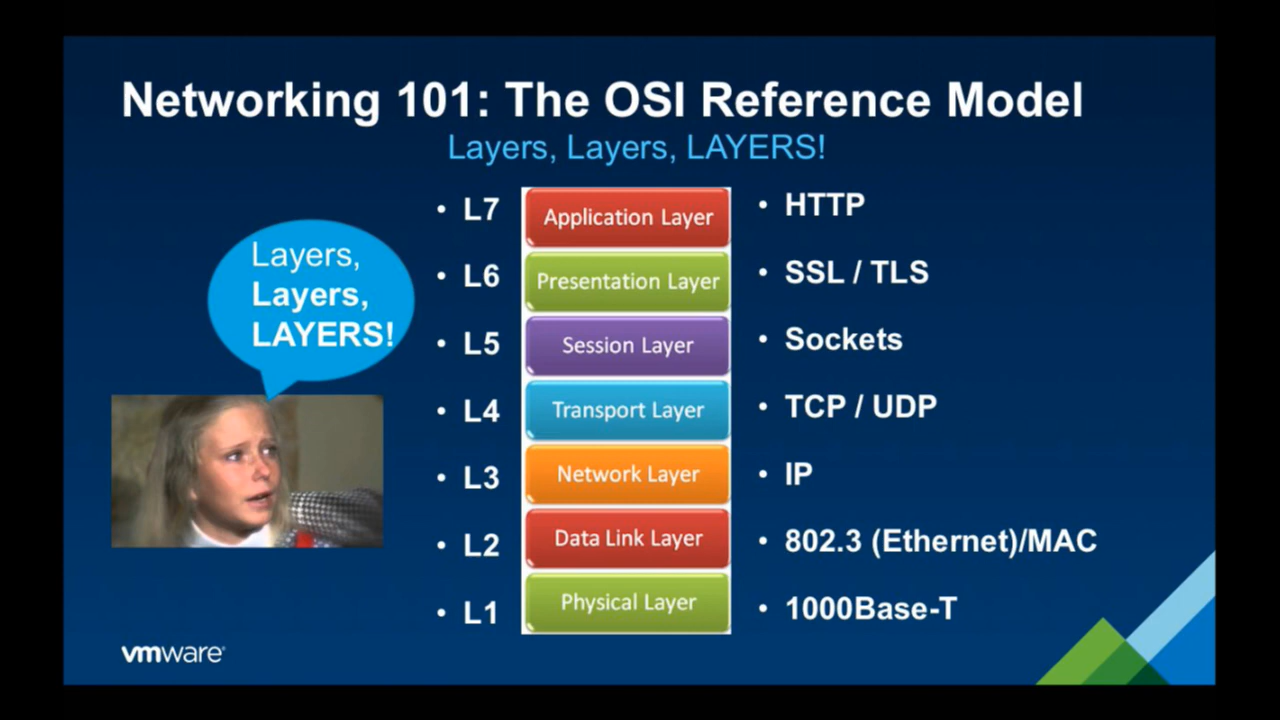 Networking 101: The OSI Reference Model
Layers, Layers, LAYERS!
Layers,
Layers,
LAYERS!
• L7 Application Layer • HTTP
• L6 Presentation Layer • SSL / TLS
• L5 Session Layer • Sockets
• L4 Transport Layer • TCP / UDP
• L3 Network Layer • IP
• L2 Data Link Layer • 802.3 (Ethernet)/MAC
• L1 Physical Layer • 1000Base-T
vmware®